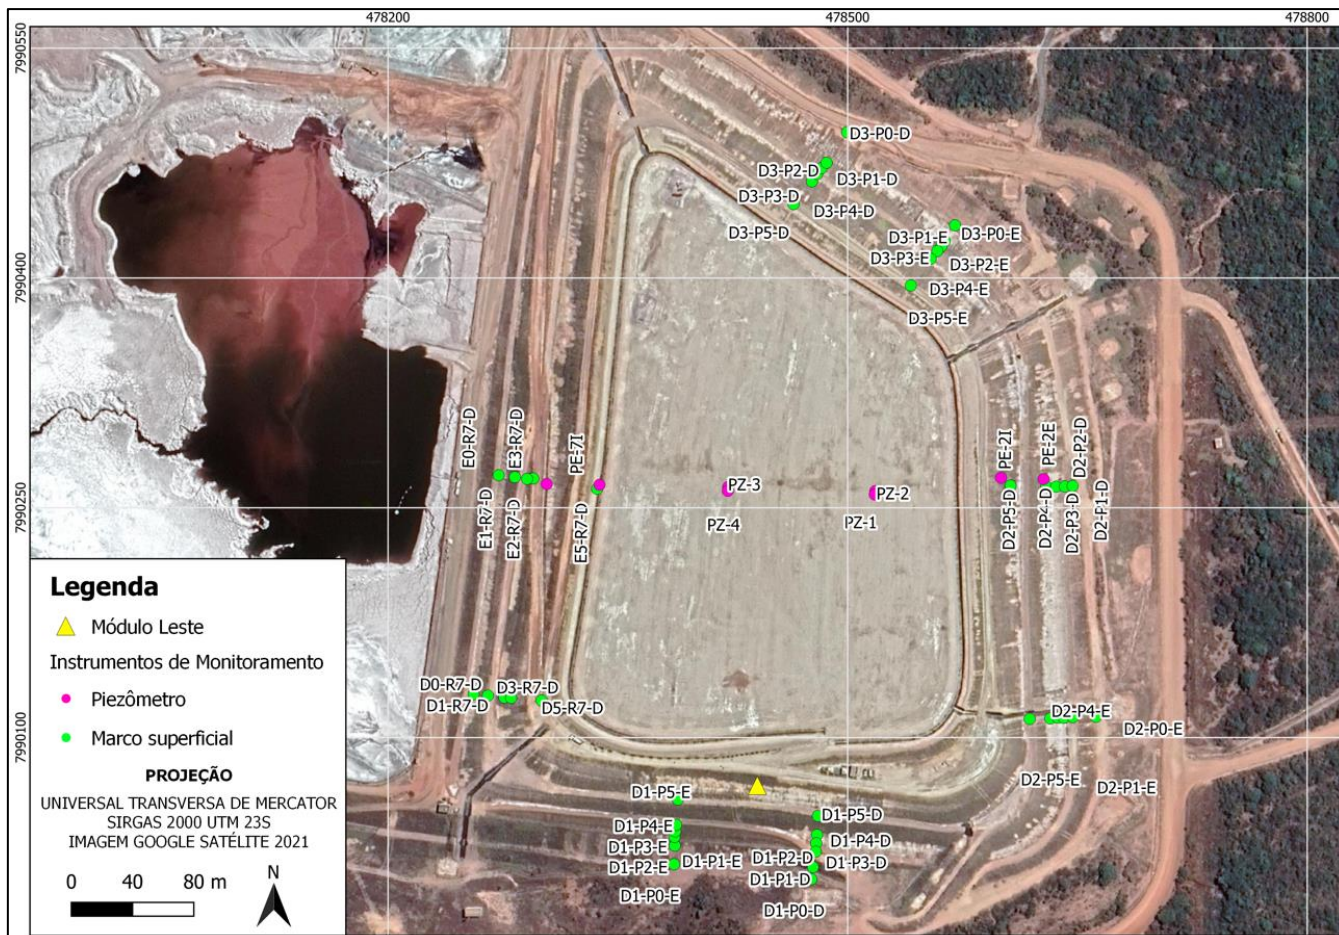 478200
478500
478800
7990550
7990400
7990250
7990100
D3-P0-D
D3-P2-D
D3-P1-D
D3-P3-D
D3-P4-D
D3-P5-D
D3-P1-E
D3-P0-E
D3-P3-E
D3-P2-E
D3-P4-E
D3-P5-E
E0-R7-D
E3-R7-D
PE-7I
E1-R7-D
E2-R7-D
E5-R7-D
PZ-3
PZ-4
PZ-2
PZ-1
PE-2I
PE-2E
D2-P2-D
D2-P5-D
D2-P4-D
D2-P3-D
D2-P1-D
D0-R7-D
D3-R7-D
D1-R7-D
D5-R7-D
D2-P4-E
D2-P0-E
D2-P5-E
D2-P1-E
D1-P5-E
D1-P4-E
D1-P3-E
D1-P2-E
D1-P1-E
D1-P0-E
D1-P5-D
D1-P4-D
D1-P2-D
D1-P3-D
D1-P1-D
D1-P0-D
Legenda
Módulo Leste
Instrumentos de Monitoramento
Piezômetro
Marco superficial
PROJEÇÃO
UNIVERSAL TRANSVERSA DE MERCATOR
SIRGAS 2000 UTM 23S
IMAGEM GOOGLE SATÉLITE 2021
N
0 40 80 m